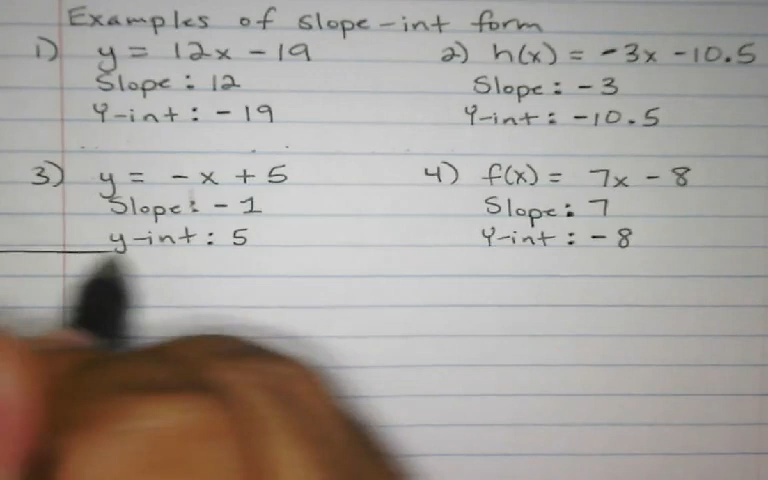 Examples of slope-int form
1) y = 12x - 19
Slope: 12
Y-int: -19
2) h(x) = -3x -10.5
Slope: -3
Y-int: -10.5
3) y = -x + 5
Slope: -1
y-int: 5
4) f(x) = 7x - 8
Slope: 7
Y-int: -8